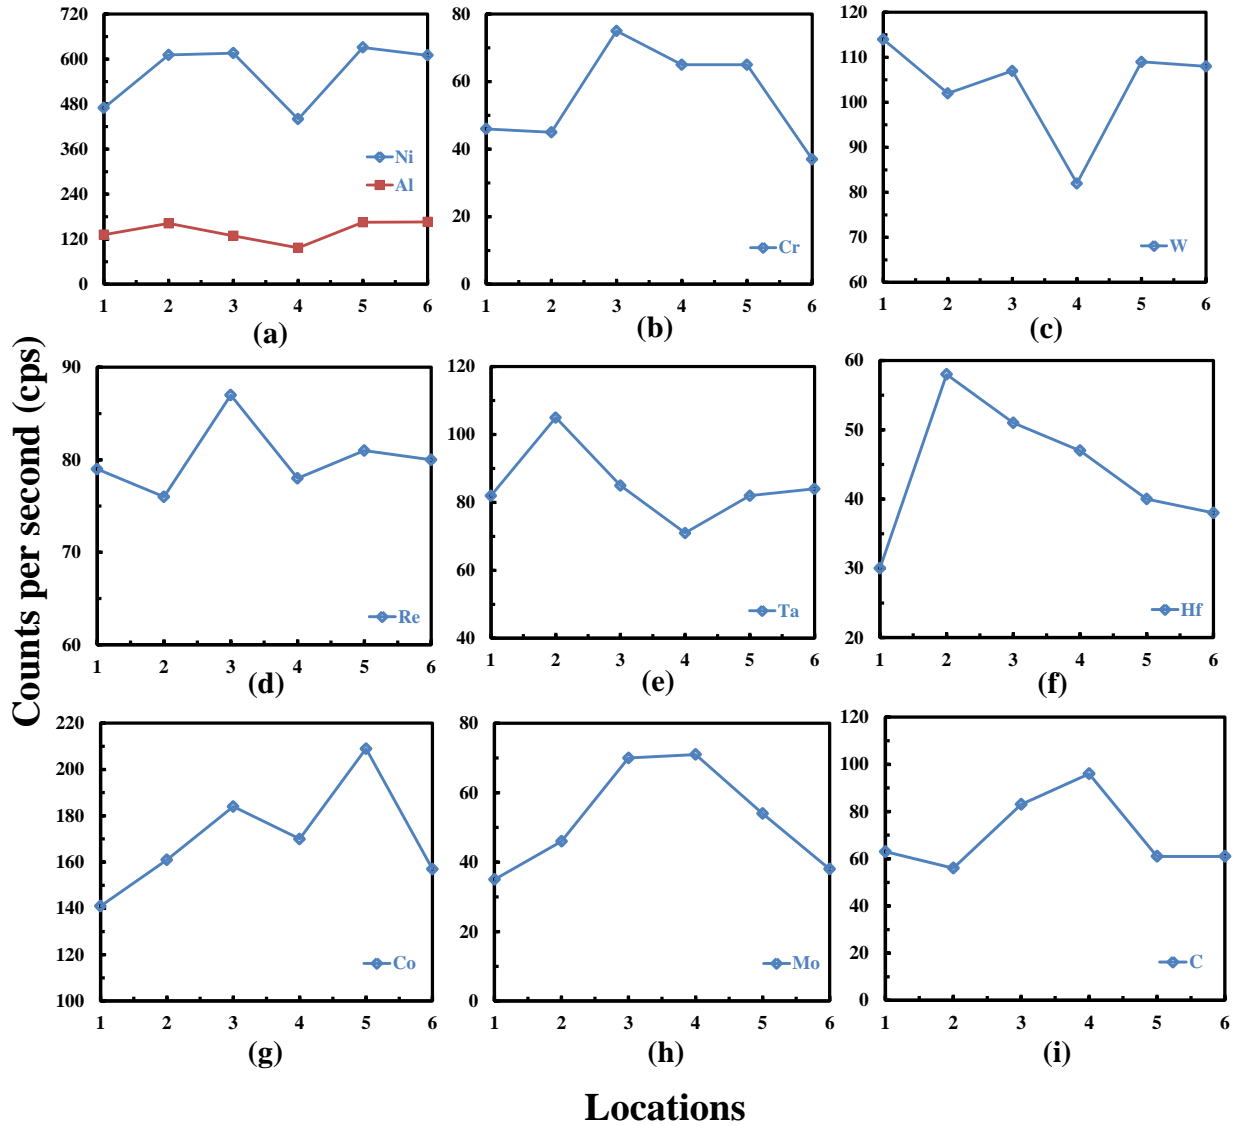 720
600
480
360
240
120
0
Ni
Al
1 2 3 4 5 6
(a)
80
60
40
20
0
Cr
1 2 3 4 5 6
(b)
120
110
100
90
80
70
60
W
1 2 3 4 5 6
(c)
Counts per second (cps)
90
80
70
60
Re
1 2 3 4 5 6
(d)
120
100
80
60
40
Ta
1 2 3 4 5 6
(e)
60
50
40
30
20
Hf
1 2 3 4 5 6
(f)
220
200
180
160
140
120
100
Co
1 2 3 4 5 6
(g)
80
60
40
20
0
Mo
1 2 3 4 5 6
(h)
120
100
80
60
40
20
0
C
1 2 3 4 5 6
(i)
Locations